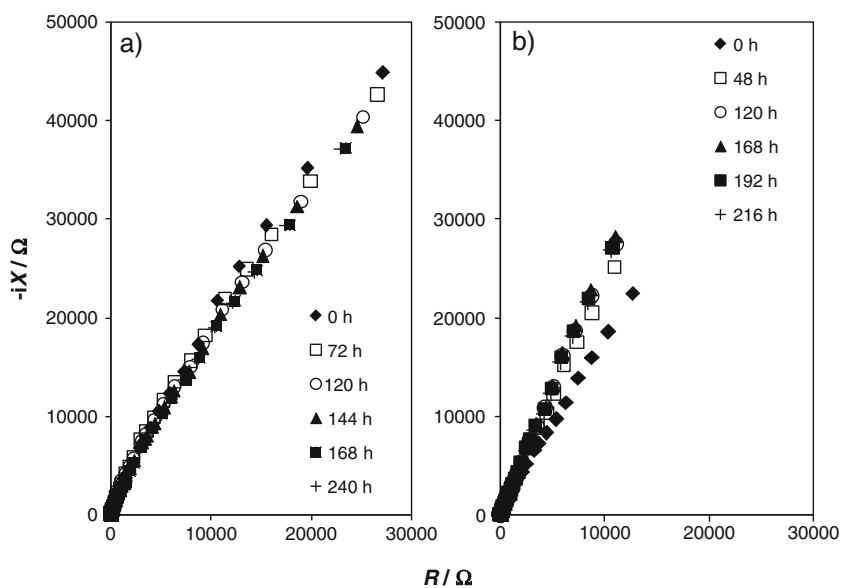 a)
50000
40000
30000
20000
10000
0
-iX / Ω
0
10000
20000
30000
◆ 0 h
□ 72 h
○ 120 h
▲ 144 h
■ 168 h
+ 240 h
b)
50000
40000
30000
20000
10000
0
0
10000
20000
30000
◆ 0 h
□ 48 h
○ 120 h
▲ 168 h
■ 192 h
+ 216 h
R / Ω